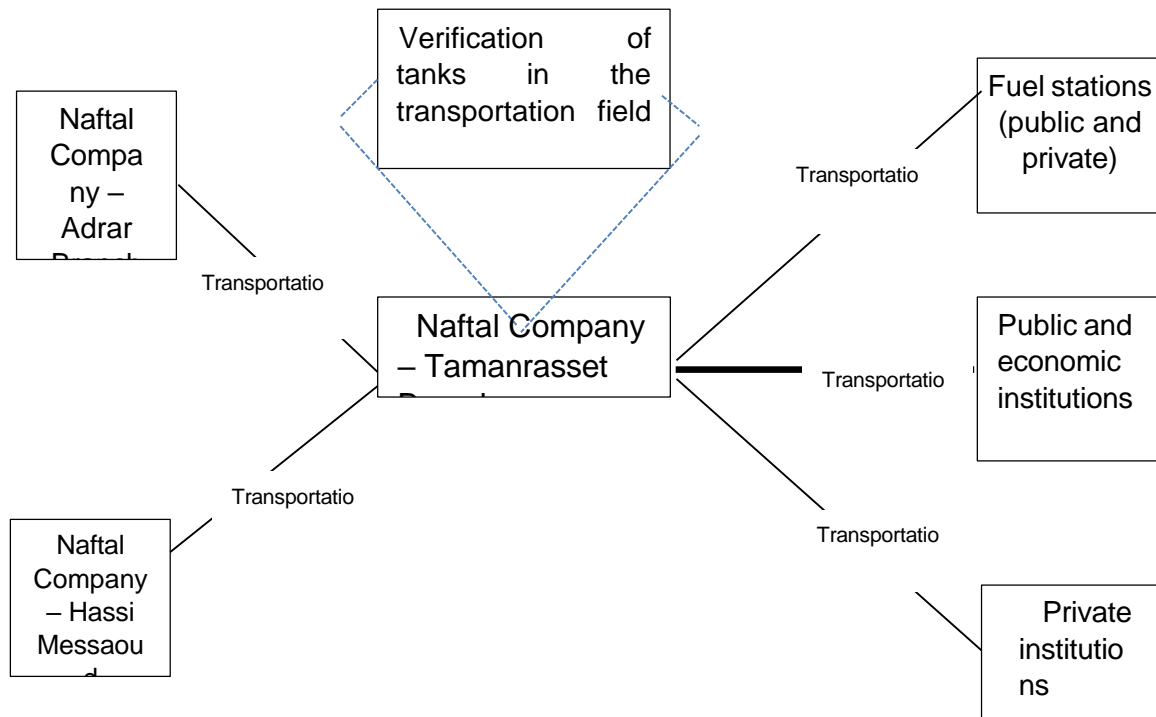 Verification of
tanks in the
transportation field
Fuel stations
(public and
private)
Naftal
Compa
ny –
Adrar
Branch
Transportatio
Transportatio
Naftal Company
– Tamanrasset
Public and
economic
institutions
Transportatio
Transportatio
Transportatio
Naftal
Company
– Hassi
Messaou
d
Private
institutio
ns